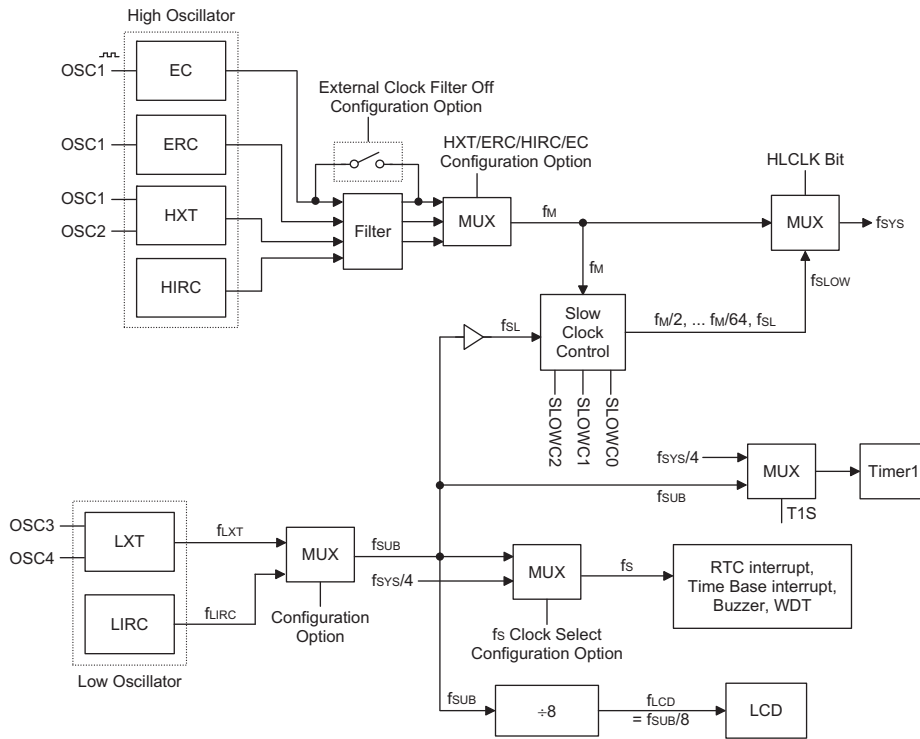 High Oscillator
OSC1
EC
External Clock Filter Off
Configuration Option
OSC1
ERC
HXT/ERC/HIRC/EC
Configuration Option
HLCLK Bit
OSC1
OSC2
HXT
Filter
MUX
fM
MUX
fSYS
HIRC
fM
fSLOW
fSL
Slow
Clock
Control
fM/2, ... fM/64, fSL
SLOWC2
SLOWC1
SLOWC0
fSYS/4
fSUB
MUX
Timer1
T1S
OSC3
OSC4
LXT
fLXT
MUX
fSUB
fSYS/4
MUX
fS
RTC interrupt,
Time Base interrupt,
Buzzer, WDT
LIRC
fLIRC
Configuration
Option
fs Clock Select
Configuration Option
Low Oscillator
fSUB
÷8
fLCD
= fSUB/8
LCD